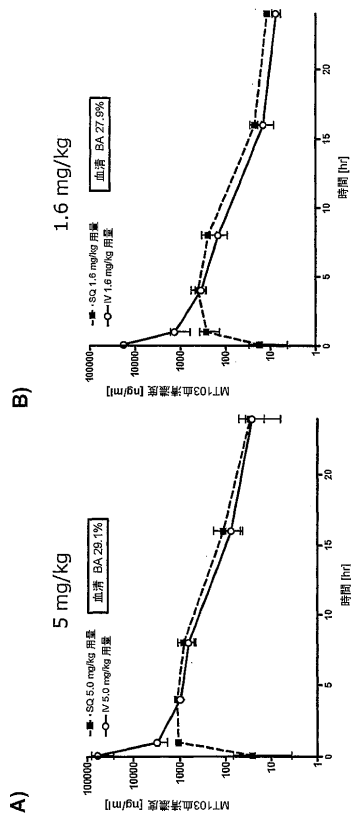 A)
5 mg/kg
血清 BA 29.1%
SQ 5.0 mg/kg 用量
IV 5.0 mg/kg 用量
MT103血清濃度 [ng/ml]
100000
10000
1000
100
10
1
0
5
10
15
20
時間 [hr]
B)
1.6 mg/kg
血清 BA 27.9%
SQ 1.6 mg/kg 用量
IV 1.6 mg/kg 用量
MT103血清濃度 [ng/ml]
100000
10000
1000
100
10
1
0
5
10
15
20
時間 [hr]